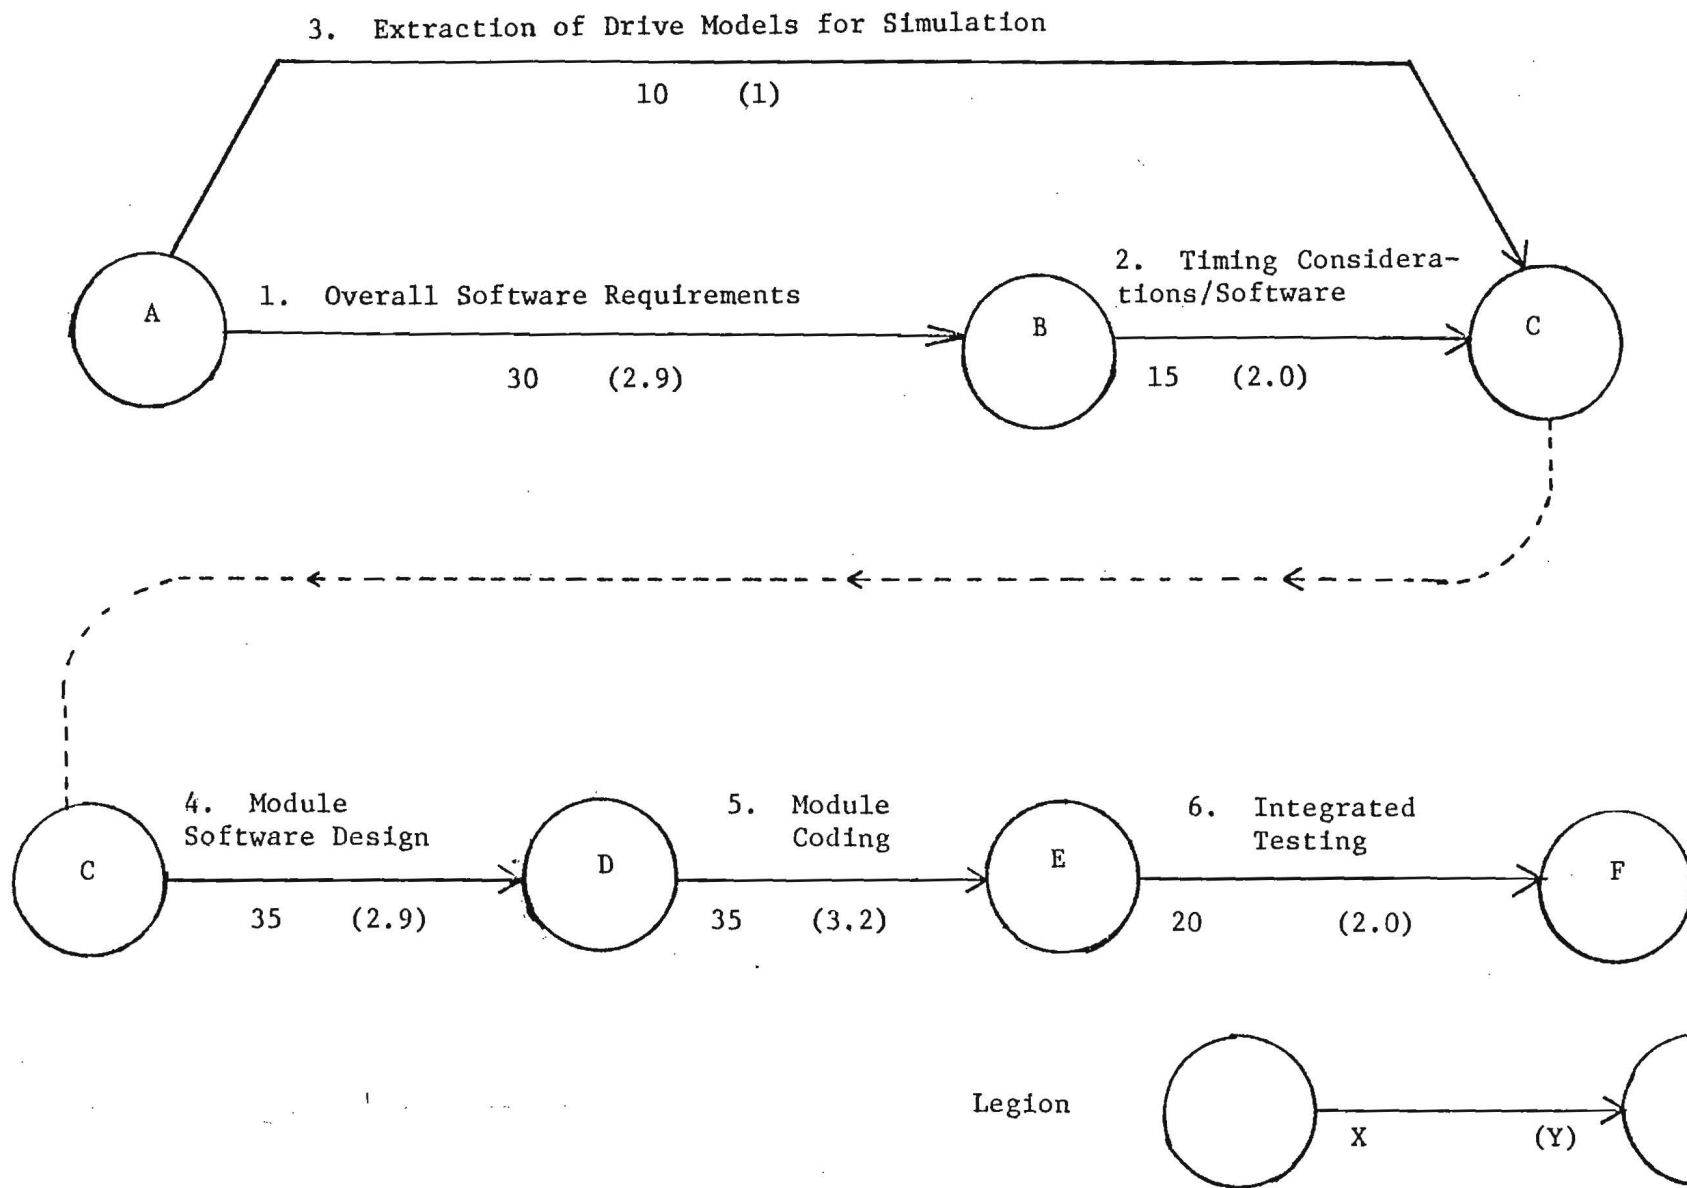 3. Extraction of Drive Models for Simulation
10 (1)
A
1. Overall Software Requirements
30 (2.9)
B
2. Timing Considera-
tions/Software
15 (2.0)
C
C
4. Module
Software Design
35 (2.9)
D
5. Module
Coding
35 (3.2)
E
6. Integrated
Testing
20 (2.0)
F
Legion
X (Y)